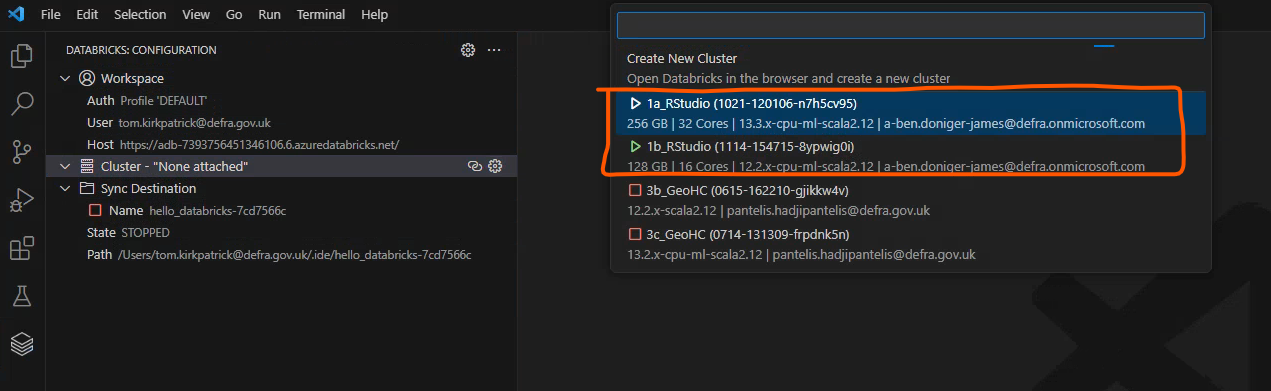 File Edit Selection View Go Run Terminal Help
DATABRICKS: CONFIGURATION
Workspace
Auth Profile 'DEFAULT'
User tom.kirkpatrick@defra.gov.uk
Host https://adb-7393756451346106.6.azuredatabricks.net/
Cluster - "None attached"
Sync Destination
Name hello_databricks-7cd7566c
State STOPPED
Path /Users/tom.kirkpatrick@defra.gov.uk/.ide/hello_databricks-7cd7566c
Create New Cluster
Open Databricks in the browser and create a new cluster
1a_RStudio (1021-120106-n7h5cv95)
256 GB | 32 Cores | 13.3.x-cpu-ml-scala2.12 | a-ben.doniger-james@defra.onmicrosoft.com
1b_RStudio (1114-154715-8ypwig0i)
128 GB | 16 Cores | 12.2.x-cpu-ml-scala2.12 | a-ben.doniger-james@defra.onmicrosoft.com
3b_GeoHC (0615-162210-gjikkw4v)
12.2.x-scala2.12 | pantelis.hadjipantelis@defra.gov.uk
3c_GeoHC (0714-131309-frpdnk5n)
13.2.x-cpu-ml-scala2.12 | pantelis.hadjipantelis@defra.gov.uk